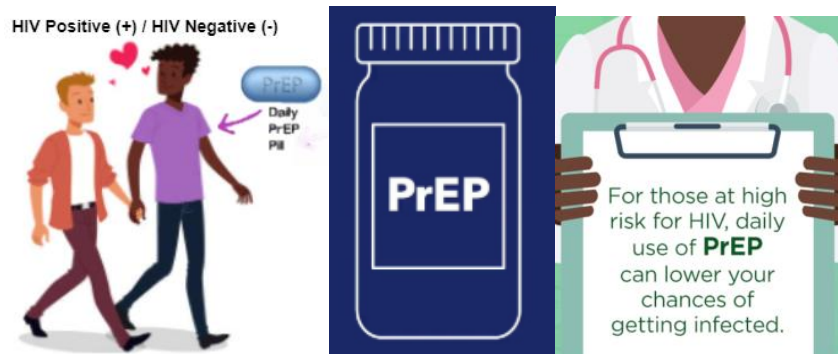 HIV Positive (+) / HIV Negative (-)
PrEP
Daily
PrEP
Pill
PrEP
For those at high
risk for HIV, daily
use of PrEP
can lower your
chances of
getting infected.